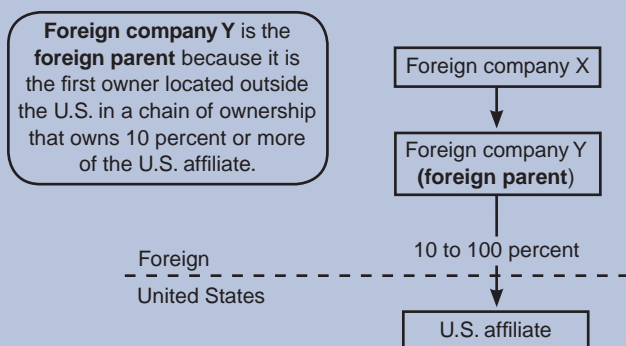 Foreign company Y is the
foreign parent because it is
the first owner located outside
the U.S. in a chain of ownership
that owns 10 percent or more
of the U.S. affiliate.
Foreign company X
Foreign company Y
(foreign parent)
10 to 100 percent
Foreign
United States
U.S. affiliate